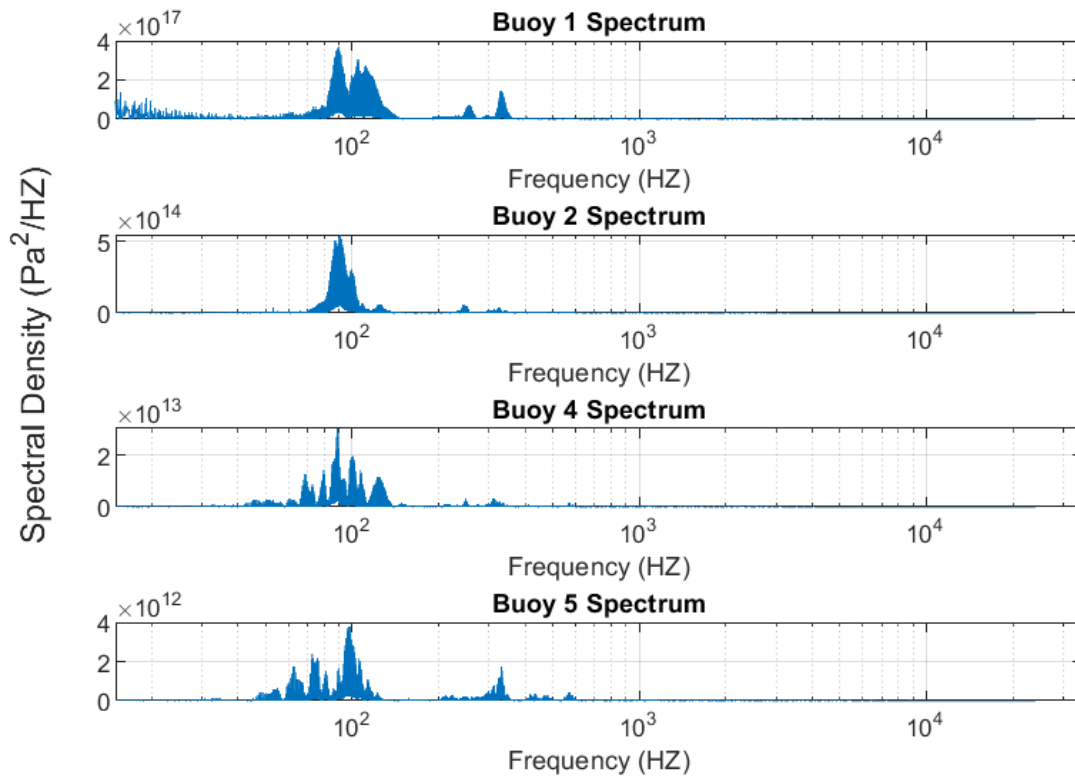 Spectral Density (Pa²/HZ)
Buoy 1 Spectrum
×10¹⁷
4
2
0
10² 10³ 10⁴
Frequency (HZ)
Buoy 2 Spectrum
×10¹⁴
5
0
10² 10³ 10⁴
Frequency (HZ)
Buoy 4 Spectrum
×10¹³
2
0
10² 10³ 10⁴
Frequency (HZ)
Buoy 5 Spectrum
×10¹²
4
2
0
10² 10³ 10⁴
Frequency (HZ)